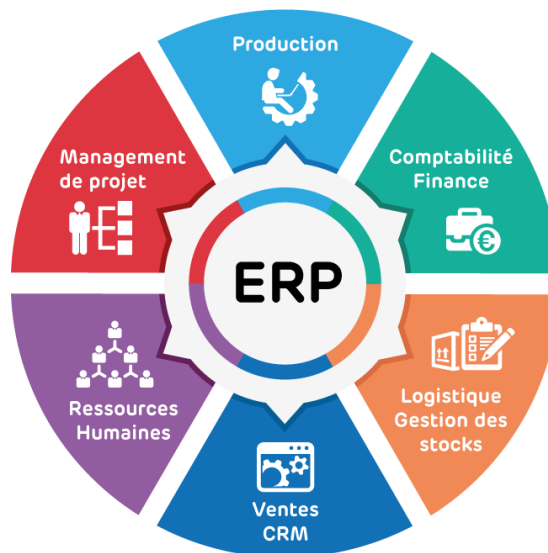 Production
Management
de projet
Comptabilité
Finance
ERP
Ressources
Humaines
Logistique
Gestion des
stocks
Ventes
CRM
€